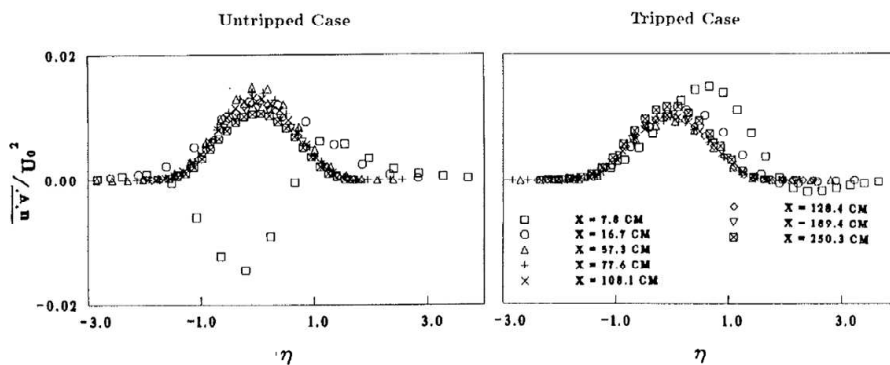 Untripped Case
Tripped Case
0.02
0.00
-0.02
u'v'/U₀²
-3.0 -1.0 1.0 3.0
η
X = 7.8 CM
X = 16.7 CM
X = 57.3 CM
X = 77.6 CM
X = 108.1 CM
X = 128.4 CM
X - 189.4 CM
X = 250.3 CM
-3.0 -1.0 1.0 3.0
η